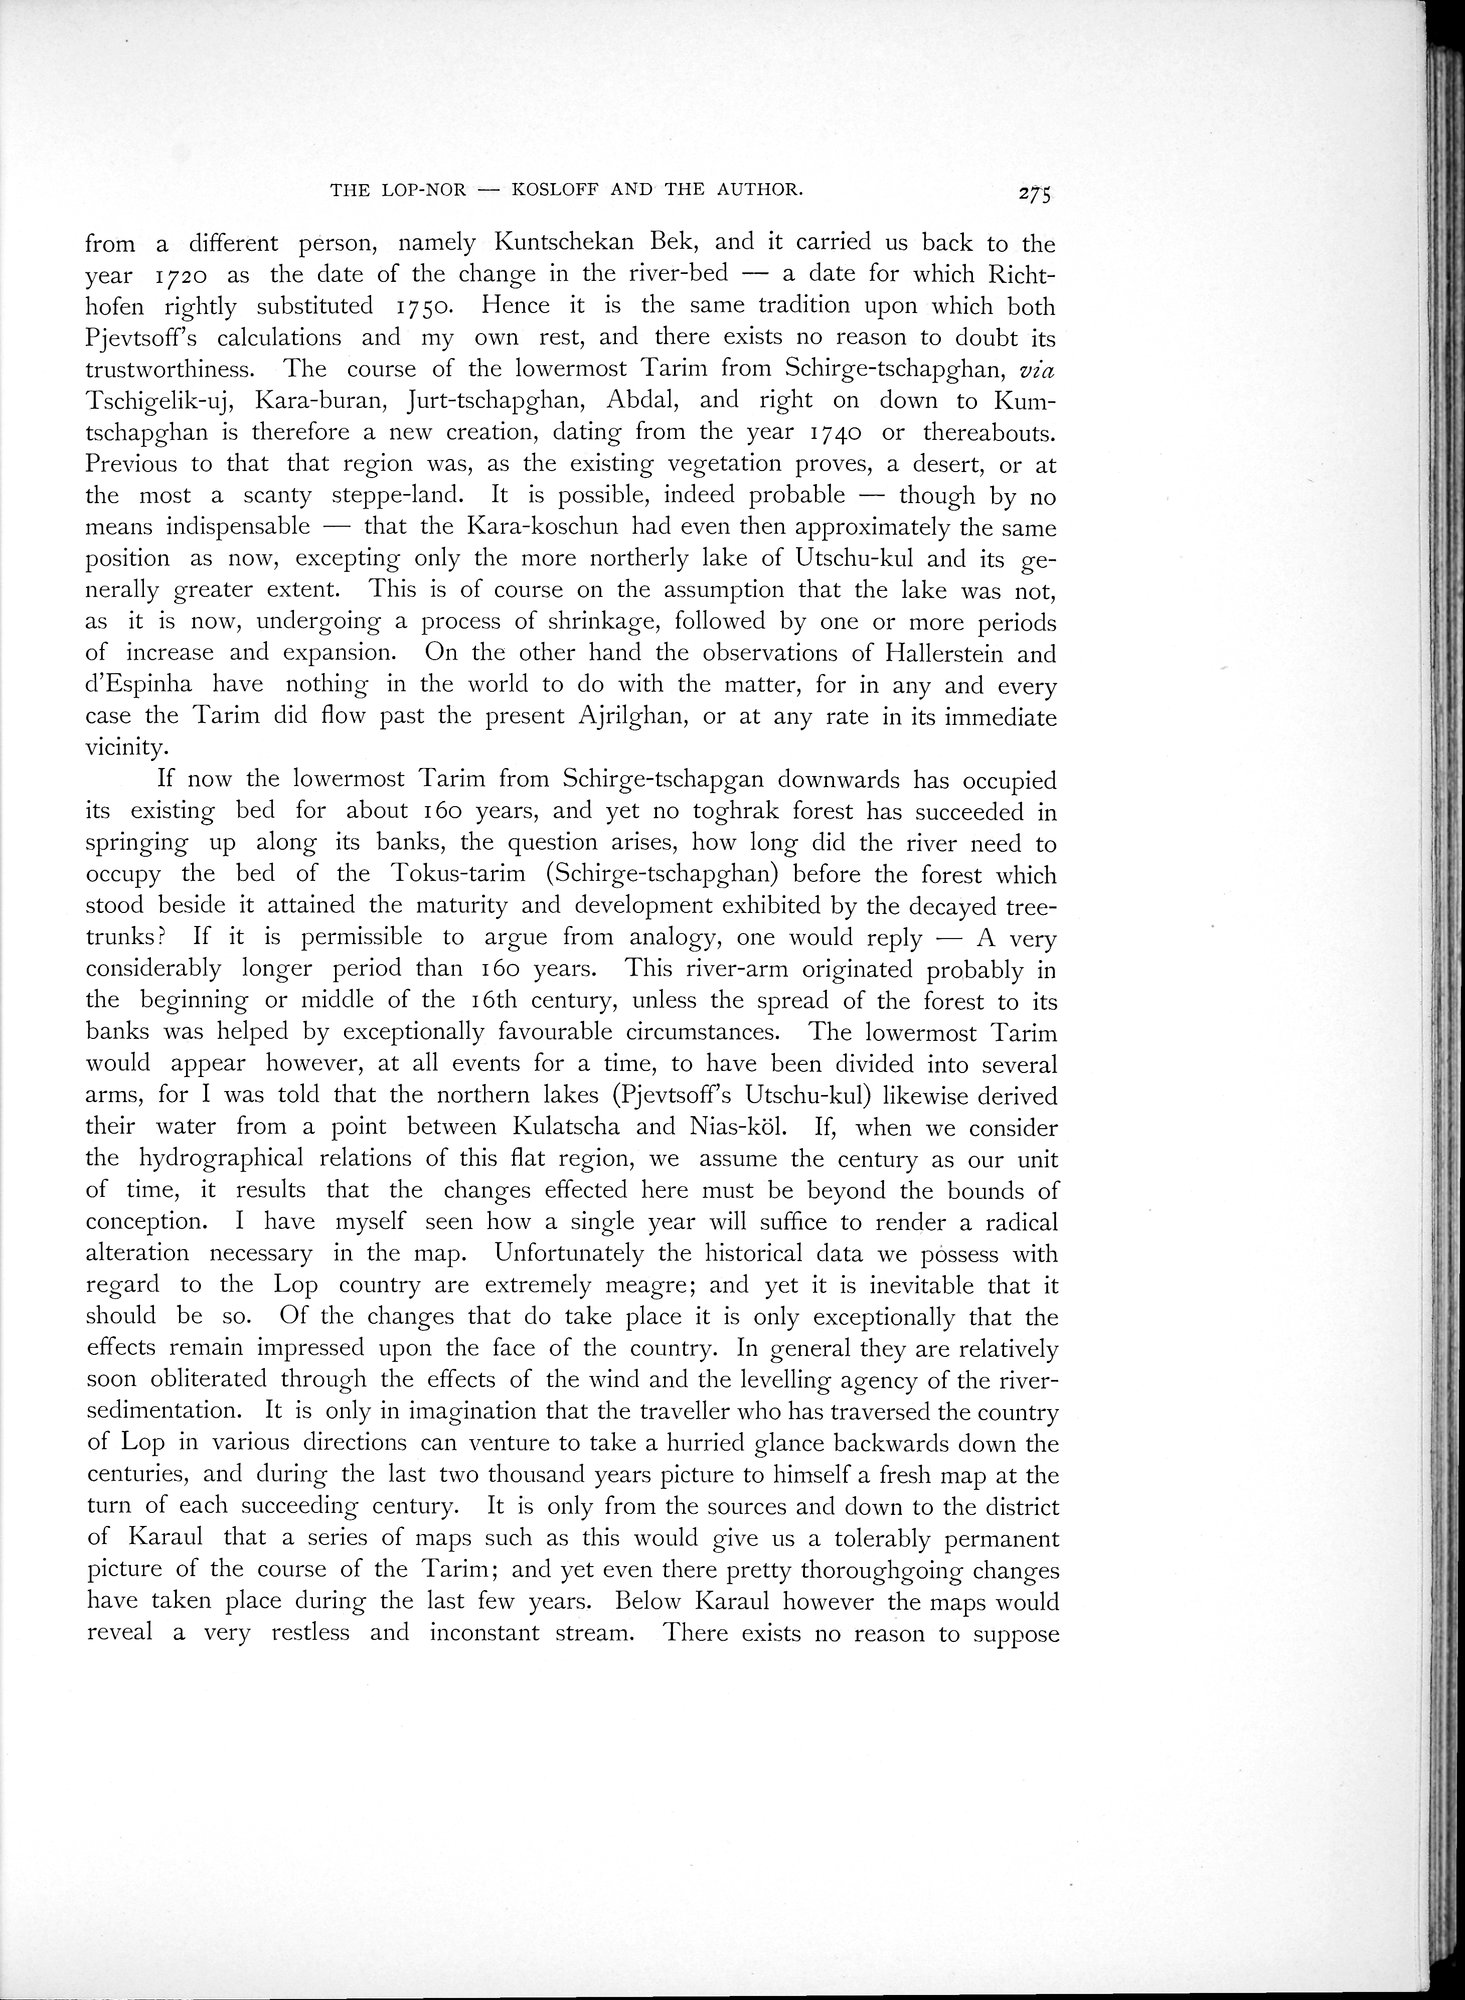 THE LOP-NOR — KOSLOFF AND THE AUTHOR. 275
from a different person, namely Kuntschekan Bek, and it carried us back to the
year 1720 as the date of the change in the river-bed — a date for which Richt-
hofen rightly substituted 1750. Hence it is the same tradition upon which both
Pjevtsoff's calculations and my own rest, and there exists no reason to doubt its
trustworthiness. The course of the lowermost Tarim from Schirge-tschapghan, via
Tschigelik-uj, Kara-buran, Jurt-tschapghan, Abdal, and right on down to Kum-
tschapghan is therefore a new creation, dating from the year 1740 or thereabouts.
Previous to that that region was, as the existing vegetation proves, a desert, or at
the most a scanty steppe-land. It is possible, indeed probable — though by no
means indispensable — that the Kara-koschun had even then approximately the same
position as now, excepting only the more northerly lake of Utschu-kul and its ge-
nerally greater extent. This is of course on the assumption that the lake was not,
as it is now, undergoing a process of shrinkage, followed by one or more periods
of increase and expansion. On the other hand the observations of Hallerstein and
d'Espinha have nothing in the world to do with the matter, for in any and every
case the Tarim did flow past the present Ajrilghan, or at any rate in its immediate
vicinity.
If now the lowermost Tarim from Schirge-tschapgan downwards has occupied
its existing bed for about 160 years, and yet no toghrak forest has succeeded in
springing up along its banks, the question arises, how long did the river need to
occupy the bed of the Tokus-tarim (Schirge-tschapghan) before the forest which
stood beside it attained the maturity and development exhibited by the decayed tree-
trunks? If it is permissible to argue from analogy, one would reply — A very
considerably longer period than 160 years. This river-arm originated probably in
the beginning or middle of the 16th century, unless the spread of the forest to its
banks was helped by exceptionally favourable circumstances. The lowermost Tarim
would appear however, at all events for a time, to have been divided into several
arms, for I was told that the northern lakes (Pjevtsoff's Utschu-kul) likewise derived
their water from a point between Kulatscha and Nias-köl. If, when we consider
the hydrographical relations of this flat region, we assume the century as our unit
of time, it results that the changes effected here must be beyond the bounds of
conception. I have myself seen how a single year will suffice to render a radical
alteration necessary in the map. Unfortunately the historical data we possess with
regard to the Lop country are extremely meagre; and yet it is inevitable that it
should be so. Of the changes that do take place it is only exceptionally that the
effects remain impressed upon the face of the country. In general they are relatively
soon obliterated through the effects of the wind and the levelling agency of the river-
sedimentation. It is only in imagination that the traveller who has traversed the country
of Lop in various directions can venture to take a hurried glance backwards down the
centuries, and during the last two thousand years picture to himself a fresh map at the
turn of each succeeding century. It is only from the sources and down to the district
of Karaul that a series of maps such as this would give us a tolerably permanent
picture of the course of the Tarim; and yet even there pretty thoroughgoing changes
have taken place during the last few years. Below Karaul however the maps would
reveal a very restless and inconstant stream. There exists no reason to suppose